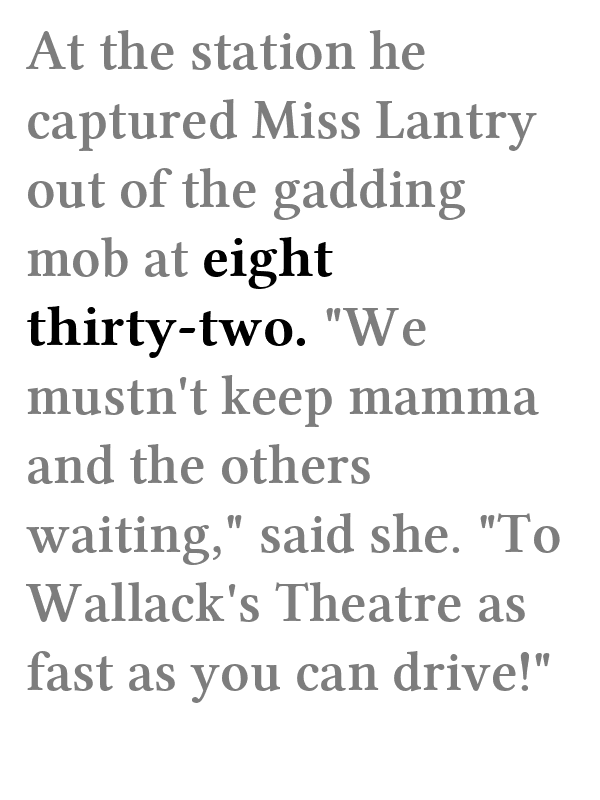 At the station he
captured Miss Lantry
out of the gadding
mob at eight
thirty-two. "We
mustn't keep mamma
and the others
waiting," said she. "To
Wallack's Theatre as
fast as you can drive!"